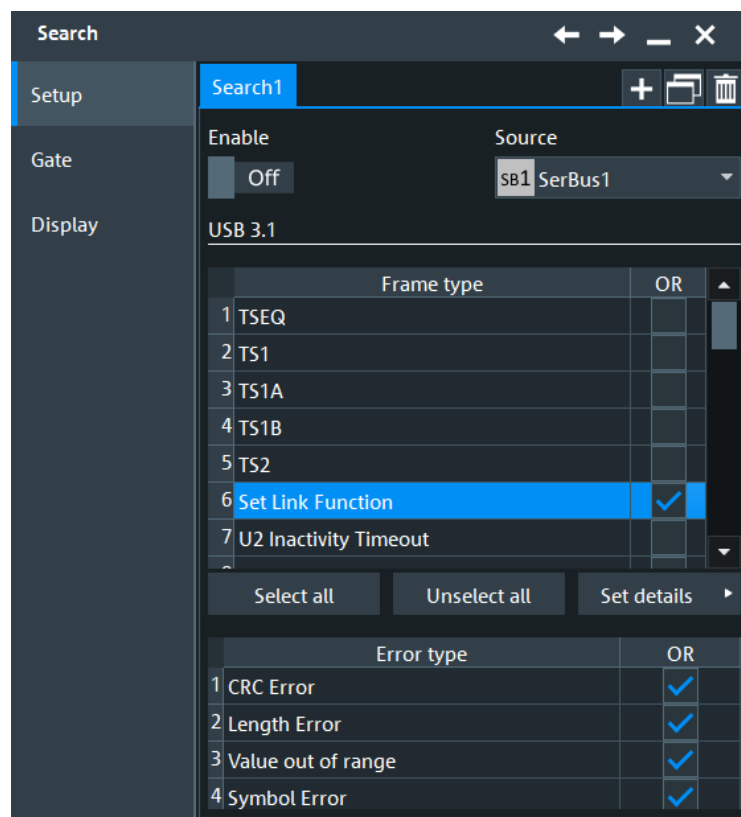 Search
Setup
Gate
Display
Search1
Enable
Source
Off
SB1 SerBus1
USB 3.1
Frame type OR
1 TSEQ
2 TS1
3 TS1A
4 TS1B
5 TS2
6 Set Link Function
7 U2 Inactivity Timeout
Select all Unselect all Set details
Error type OR
1 CRC Error
2 Length Error
3 Value out of range
4 Symbol Error